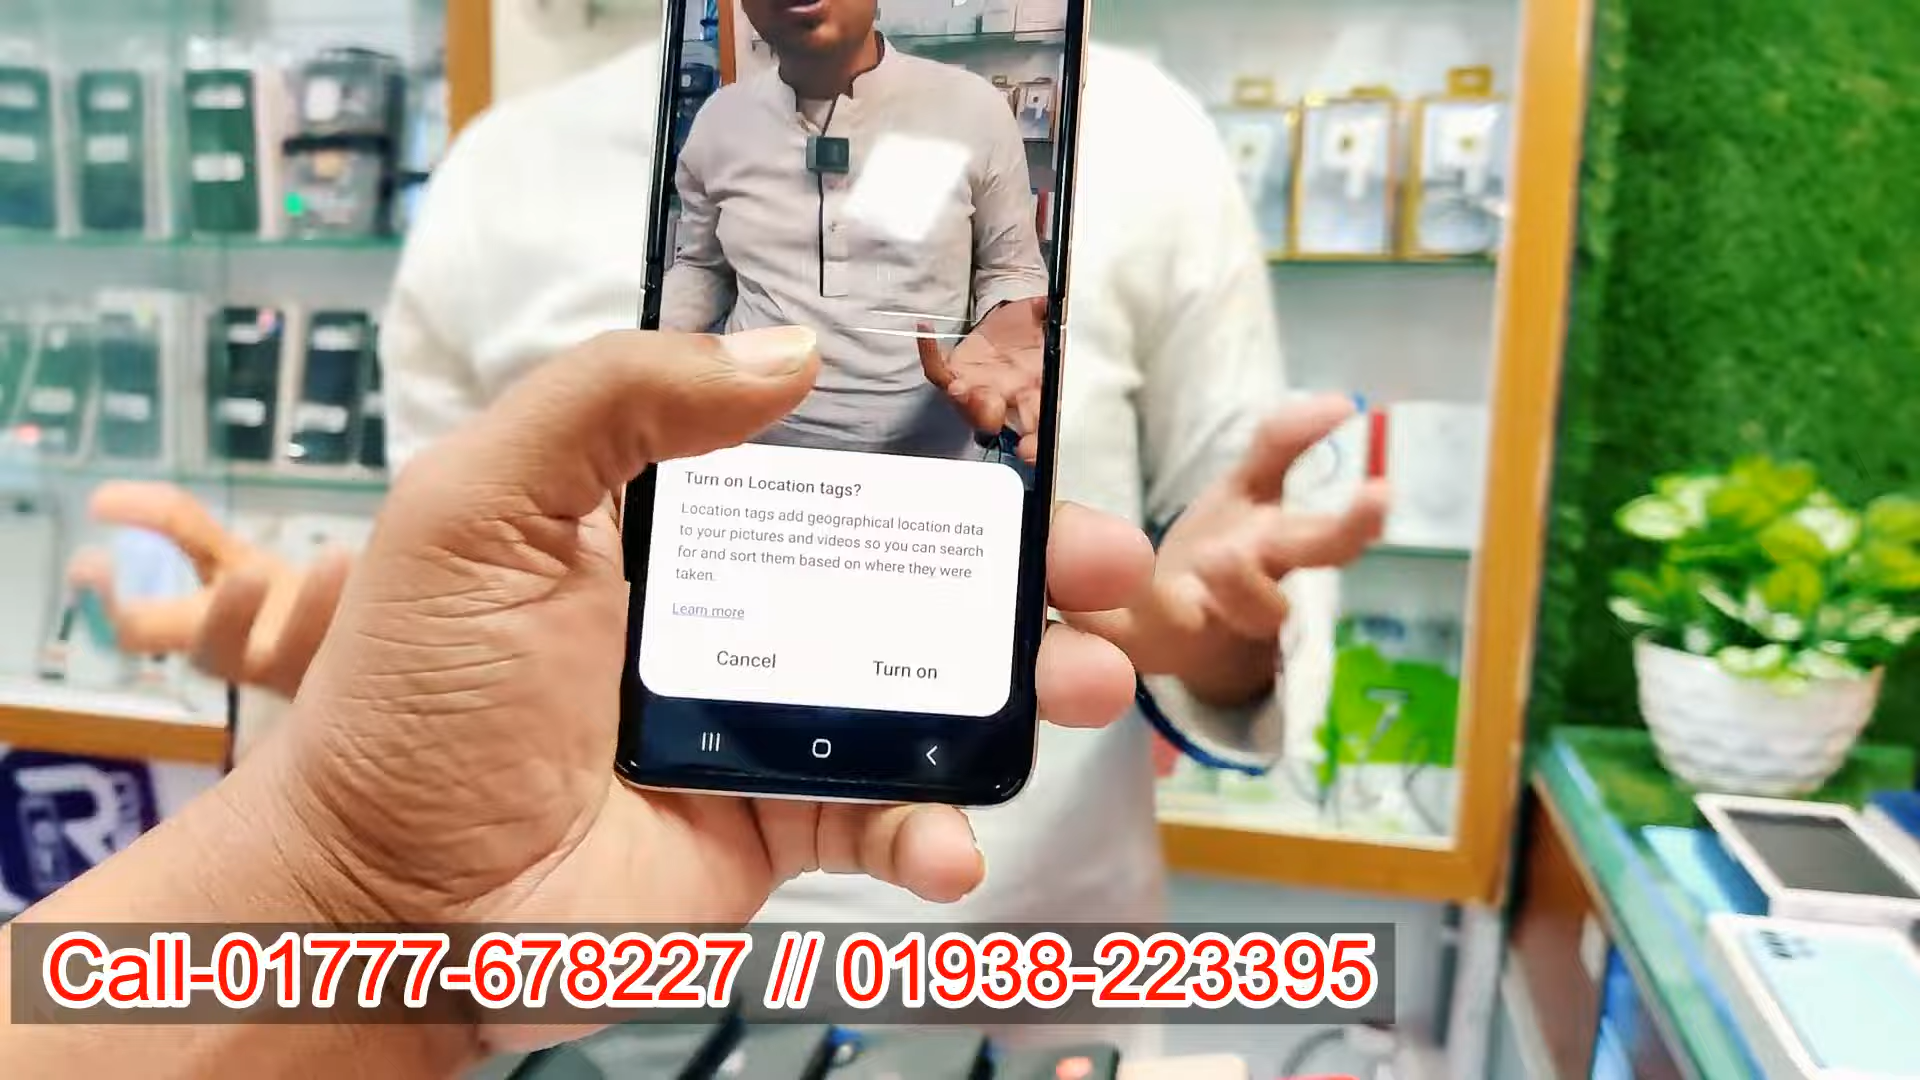 Turn on Location tags?
Location tags add geographical location data
to your pictures and videos so you can search
for and sort them based on where they were
taken.
Learn more
Cancel
Turn on
Call-01777-678227 // 01938-223395